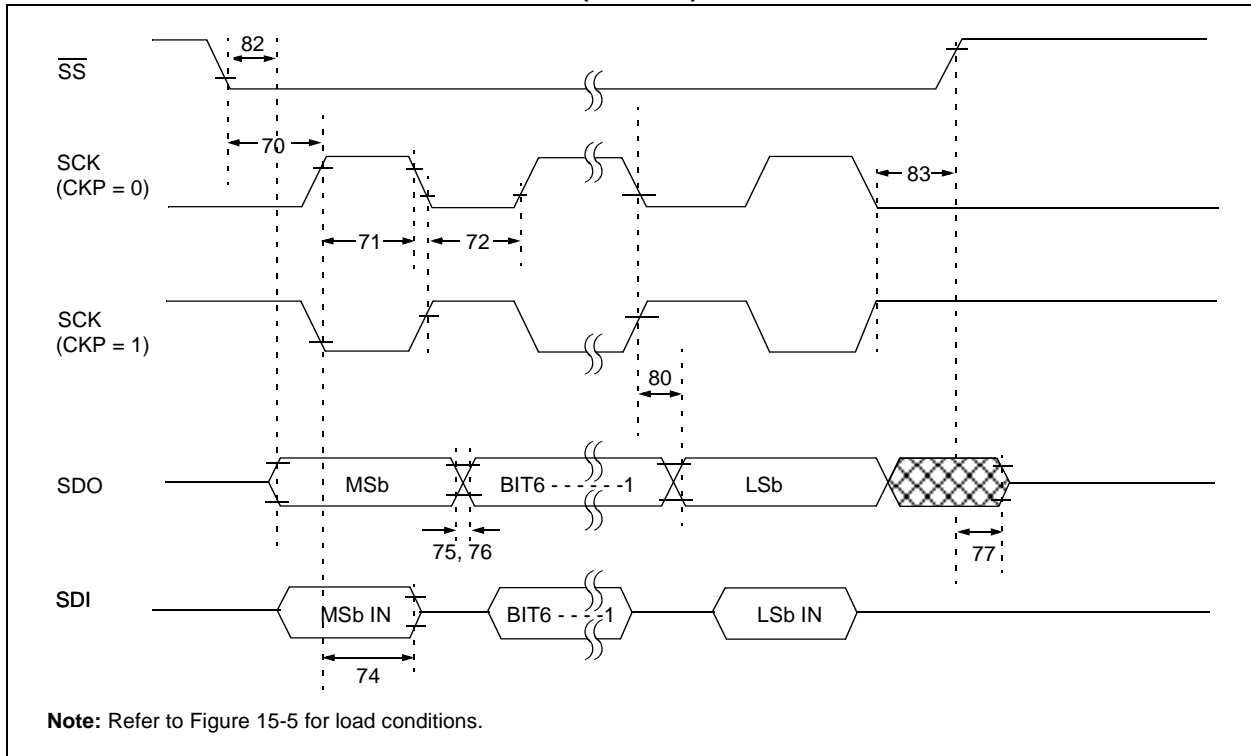 82
SS
70
SCK
(CKP = 0)
83
71
72
SCK
(CKP = 1)
80
SDO
MSb
BIT6 - - - - - -1
LSb
75, 76
77
SDI
MSb IN
BIT6 - - - -1
LSb IN
74
Note: Refer to Figure 15-5 for load conditions.